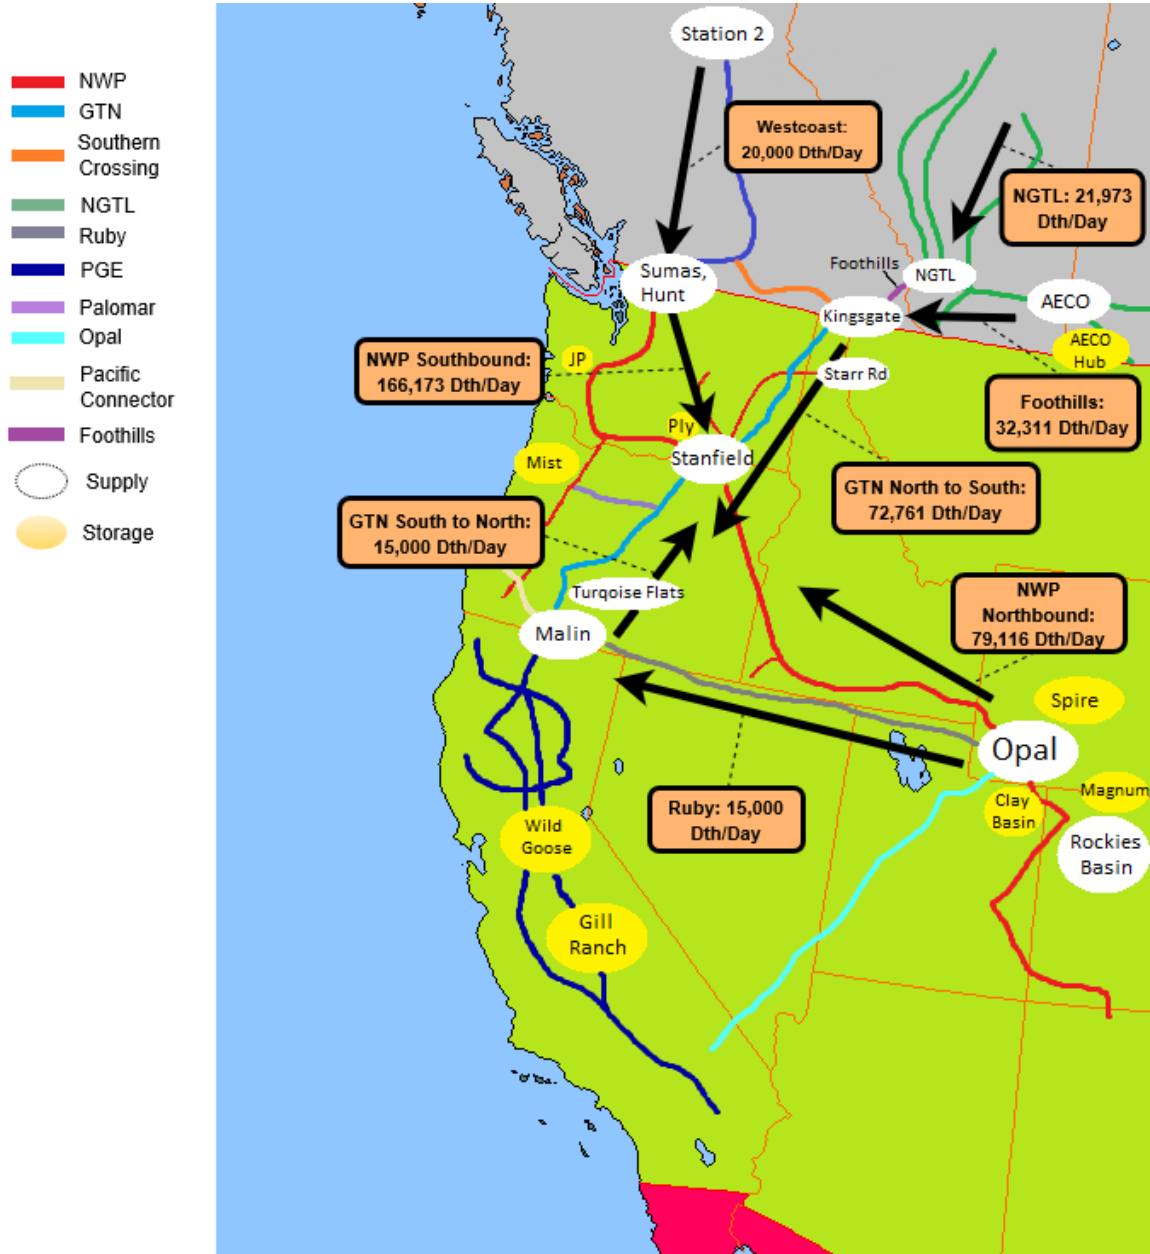 NWP
GTN
Southern
Crossing
NGTL
Ruby
PGE
Palomar
Opal
Pacific
Connector
Foothills
Supply
Storage
Station 2
Westcoast:
20,000 Dth/Day
NGTL: 21,973
Dth/Day
Foothills
NGTL
Sumas,
Hunt
AECO
Kingsgate
AECO
Hub
NWP Southbound:
166,173 Dth/Day
JP
Starr Rd
Foothills:
32,311 Dth/Day
Ply
Stanfield
Mist
GTN North to South:
72,761 Dth/Day
GTN South to North:
15,000 Dth/Day
Turqoise Flats
NWP
Northbound:
79,116 Dth/Day
Malin
Spire
Opal
Ruby: 15,000
Dth/Day
Clay
Basin
Magnum
Wild
Goose
Rockies
Basin
Gill
Ranch